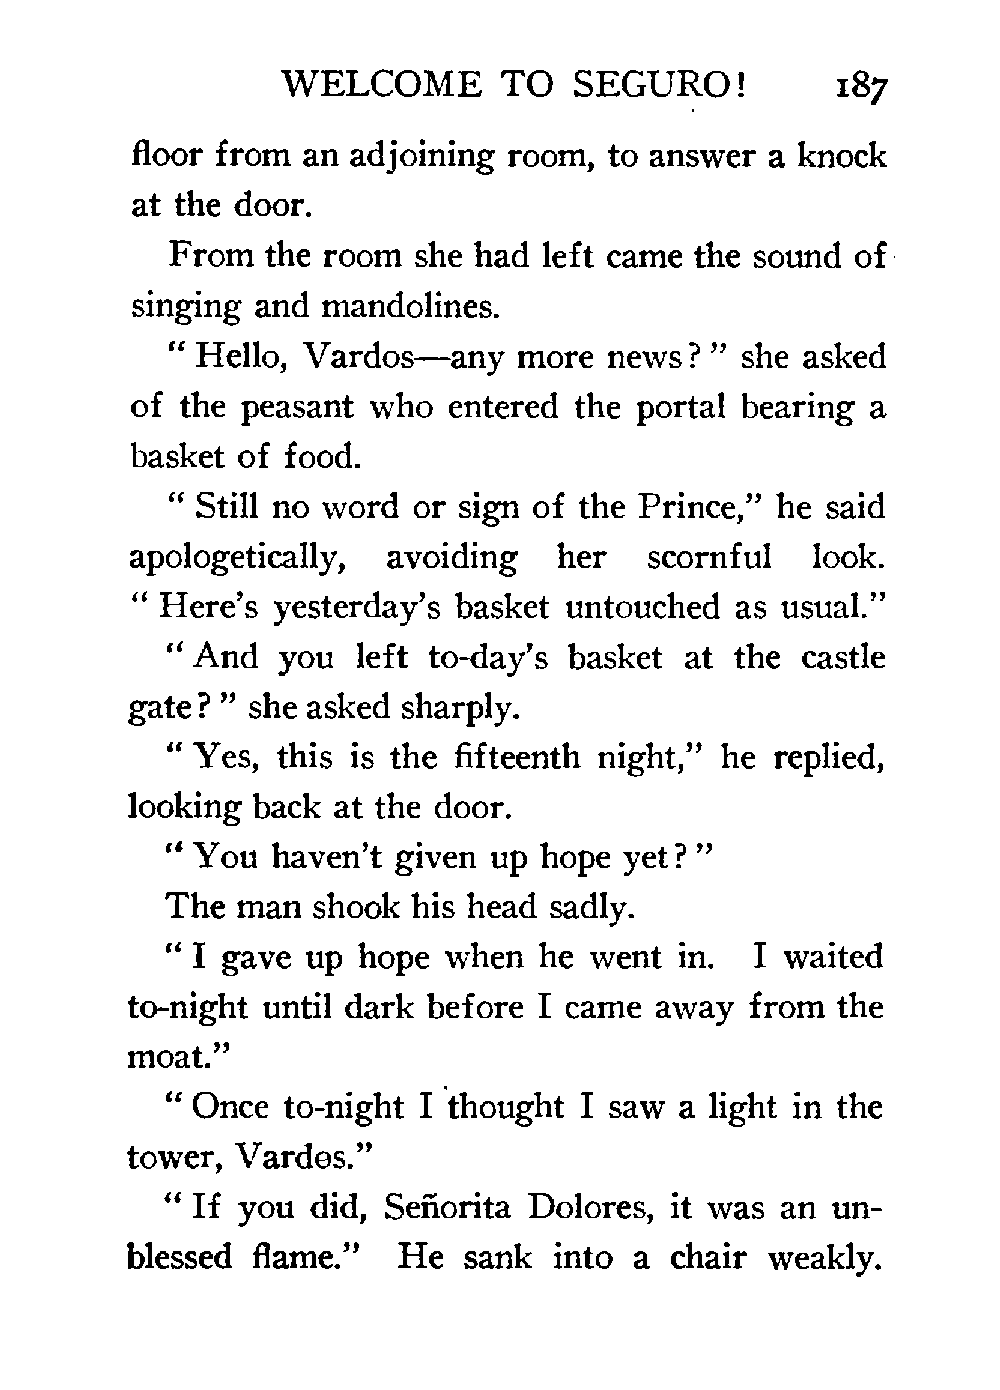 WELCOME TO SEGURO! 187
floor from an adjoining room, to answer a knock
at the door.
From the room she had left came the sound of
singing and mandolines.
“ Hello, Vardos—any more news? ” she asked
of the peasant who entered the portal bearing a
basket of food.
“ Still no word or sign of the Prince,” he said
apologetically, avoiding her scornful look.
“ Here’s yesterday’s basket untouched as usual.”
“ And you left to-day’s basket at the castle
gate? ” she asked sharply.
“ Yes, this is the fifteenth night,” he replied,
looking back at the door.
“ You haven’t given up hope yet? ”
The man shook his head sadly.
“ I gave up hope when he went in. I waited
to-night until dark before I came away from the
moat.”
“ Once to-night I thought I saw a light in the
tower, Vardos.”
“ If you did, Señorita Dolores, it was an un-
blessed flame.” He sank into a chair weakly.